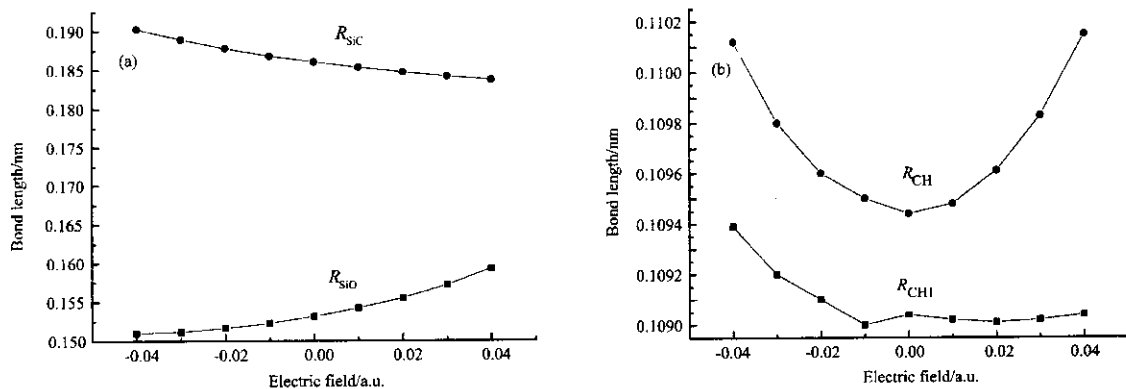 (a)
R_SiC
R_SiO
Bond length/nm
0.190
0.185
0.180
0.175
0.170
0.165
0.160
0.155
0.150
-0.04 -0.02 0.00 0.02 0.04
Electric field/a.u.
(b)
R_CH
R_CH1
Bond length/nm
0.1102
0.1100
0.1098
0.1096
0.1094
0.1092
0.1090
-0.04 -0.02 0.00 0.02 0.04
Electric field/a.u.